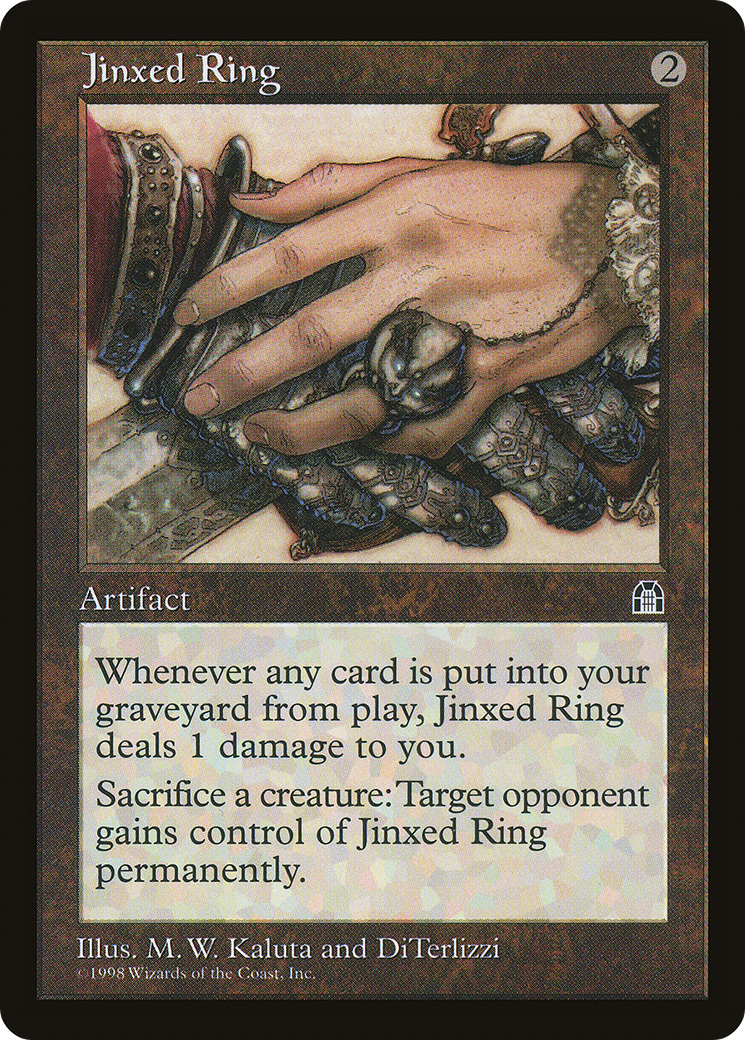 Jinxed Ring 2
Artifact
Whenever any card is put into your
graveyard from play, Jinxed Ring
deals 1 damage to you.
Sacrifice a creature: Target opponent
gains control of Jinxed Ring
permanently.
Illus. M. W. Kaluta and DiTerlizzi
©1998 Wizards of the Coast, Inc.